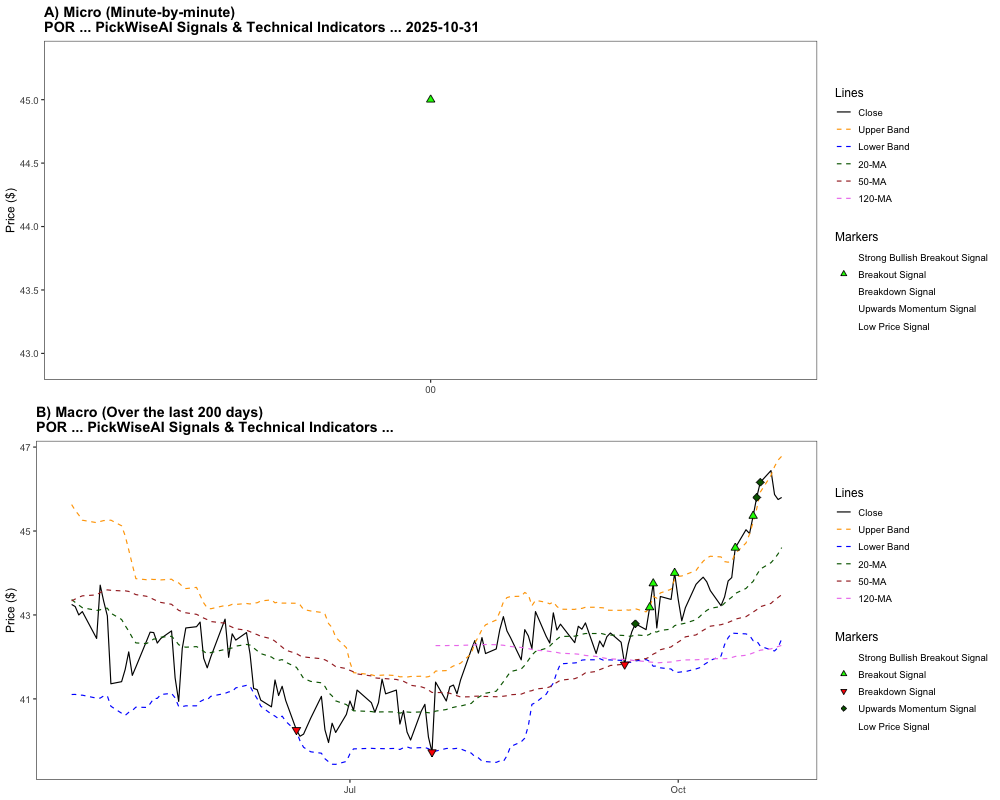 A) Micro (Minute-by-minute)
POR ... PickWiseAI Signals & Technical Indicators ... 2025-10-31
Price ($)
45.0
44.5
44.0
43.5
43.0
00
Lines
Close
Upper Band
Lower Band
20-MA
50-MA
120-MA
Markers
Strong Bullish Breakout Signal
Breakout Signal
Breakdown Signal
Upwards Momentum Signal
Low Price Signal
B) Macro (Over the last 200 days)
POR ... PickWiseAI Signals & Technical Indicators ...
Price ($)
47
45
43
41
Jul
Oct
Lines
Close
Upper Band
Lower Band
20-MA
50-MA
120-MA
Markers
Strong Bullish Breakout Signal
Breakout Signal
Breakdown Signal
Upwards Momentum Signal
Low Price Signal